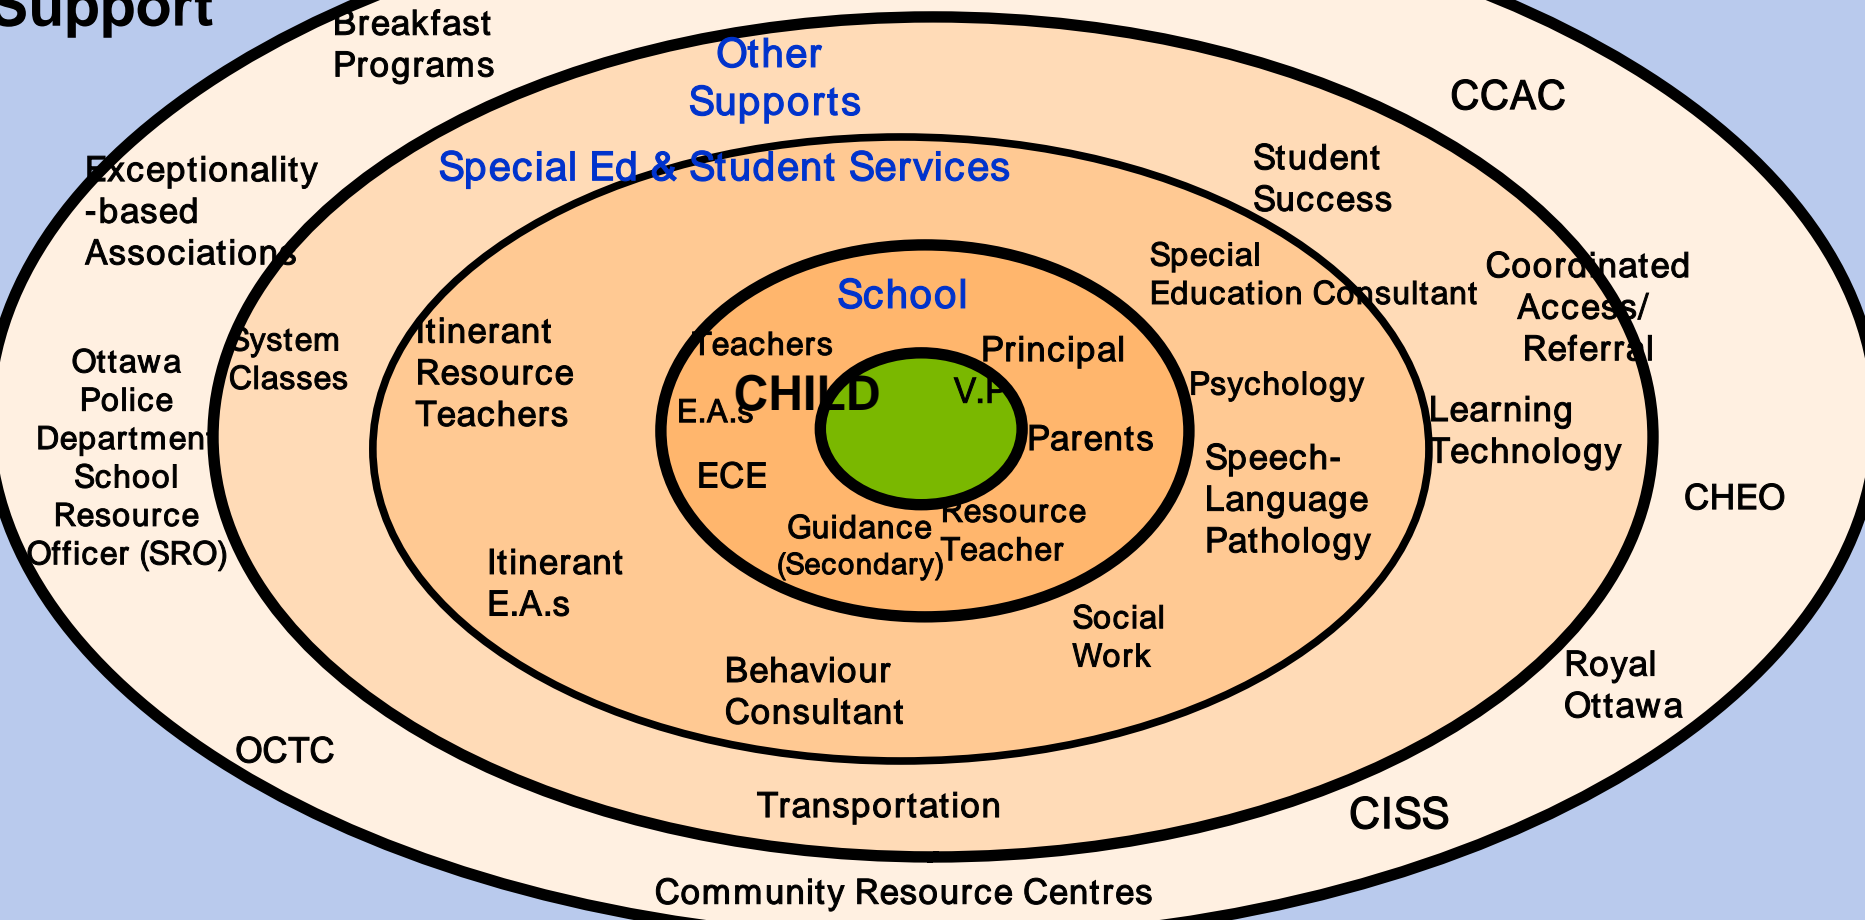 Support
Breakfast
Programs
Other
Supports
CCAC
Special Ed & Student Services
Student
Success
Exceptionality
-based
Associations
Special
Education Consultant
Coordinated
Access/
Referral
School
System
Classes
Itinerant
Resource
Teachers
Teachers
Principal
CHILD
V.P
E.A.s
Parents
ECE
Guidance
(Secondary)
Resource
Teacher
Psychology
Learning
Technology
Speech-
Language
Pathology
Ottawa
Police
Department
School
Resource
Officer (SRO)
CHEO
Itinerant
E.A.s
Social
Work
Behaviour
Consultant
Royal
Ottawa
OCTC
Transportation
CISS
Community Resource Centres